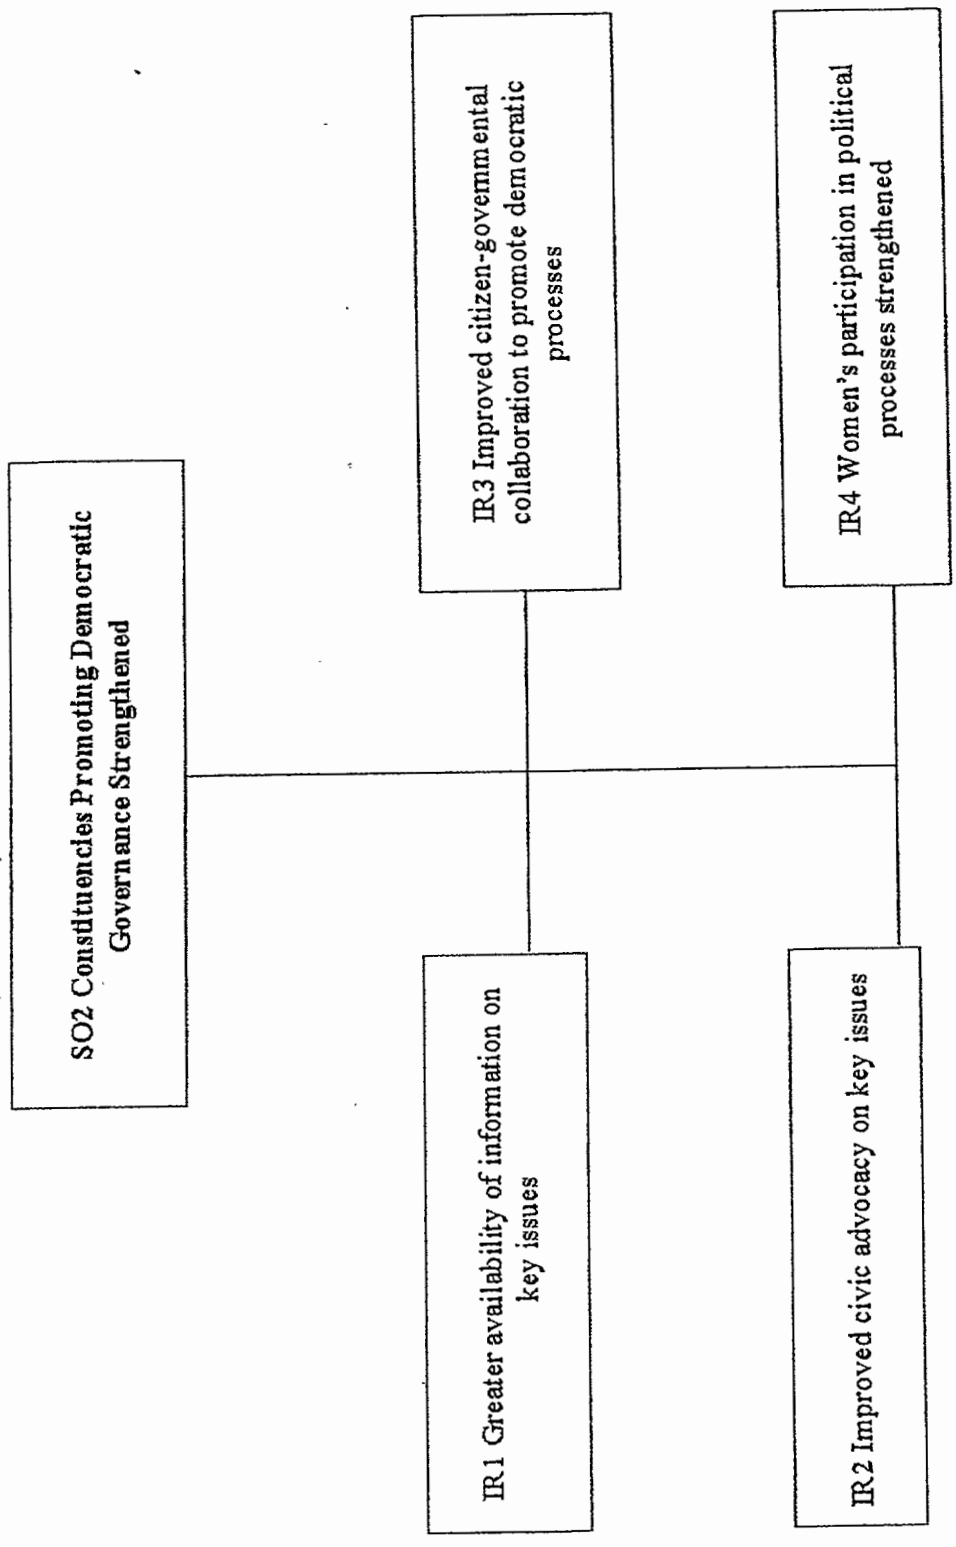 SO2 Constituencies Promoting Democratic
Governance Strengthened
IR1 Greater availability of information on
key issues
IR3 Improved citizen-governmental
collaboration to promote democratic
processes
IR2 Improved civic advocacy on key issues
IR4 Women's participation in political
processes strengthened